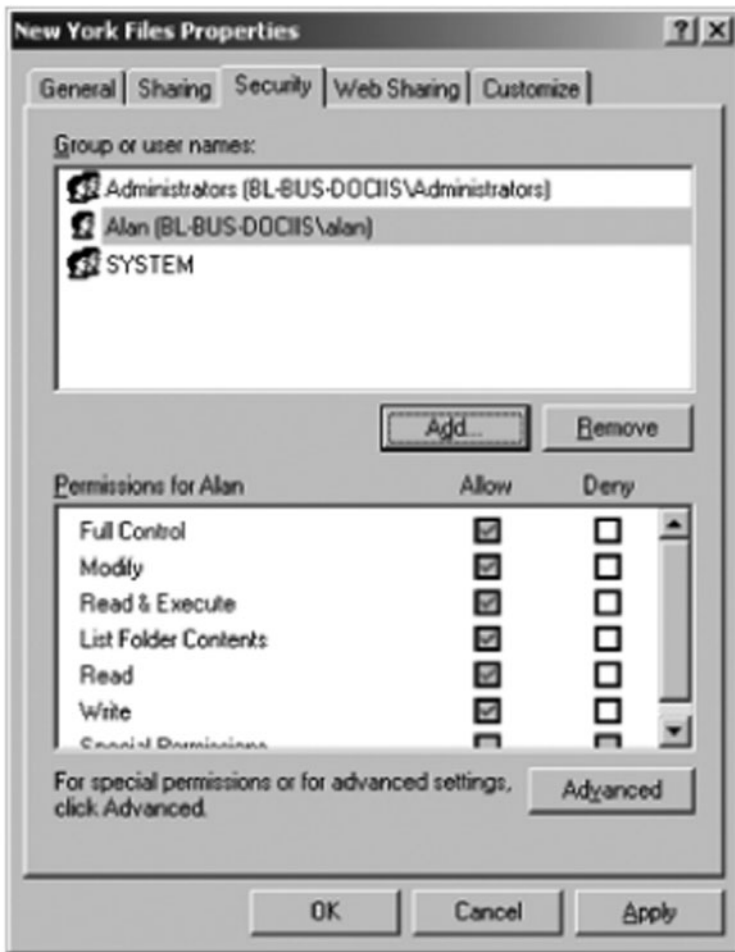 New York Files Properties
General Sharing Security Web Sharing Customize
Group or user names:
Administrators (BL-BUS-DOCIIS\Administrators)
Alan (BL-BUS-DOCIIS\alan)
SYSTEM
Add... Remove
Permissions for Alan Allow Deny
Full Control
Modify
Read & Execute
List Folder Contents
Read
Write
Special Permissions
For special permissions or for advanced settings, Advanced
click Advanced.
OK Cancel Apply